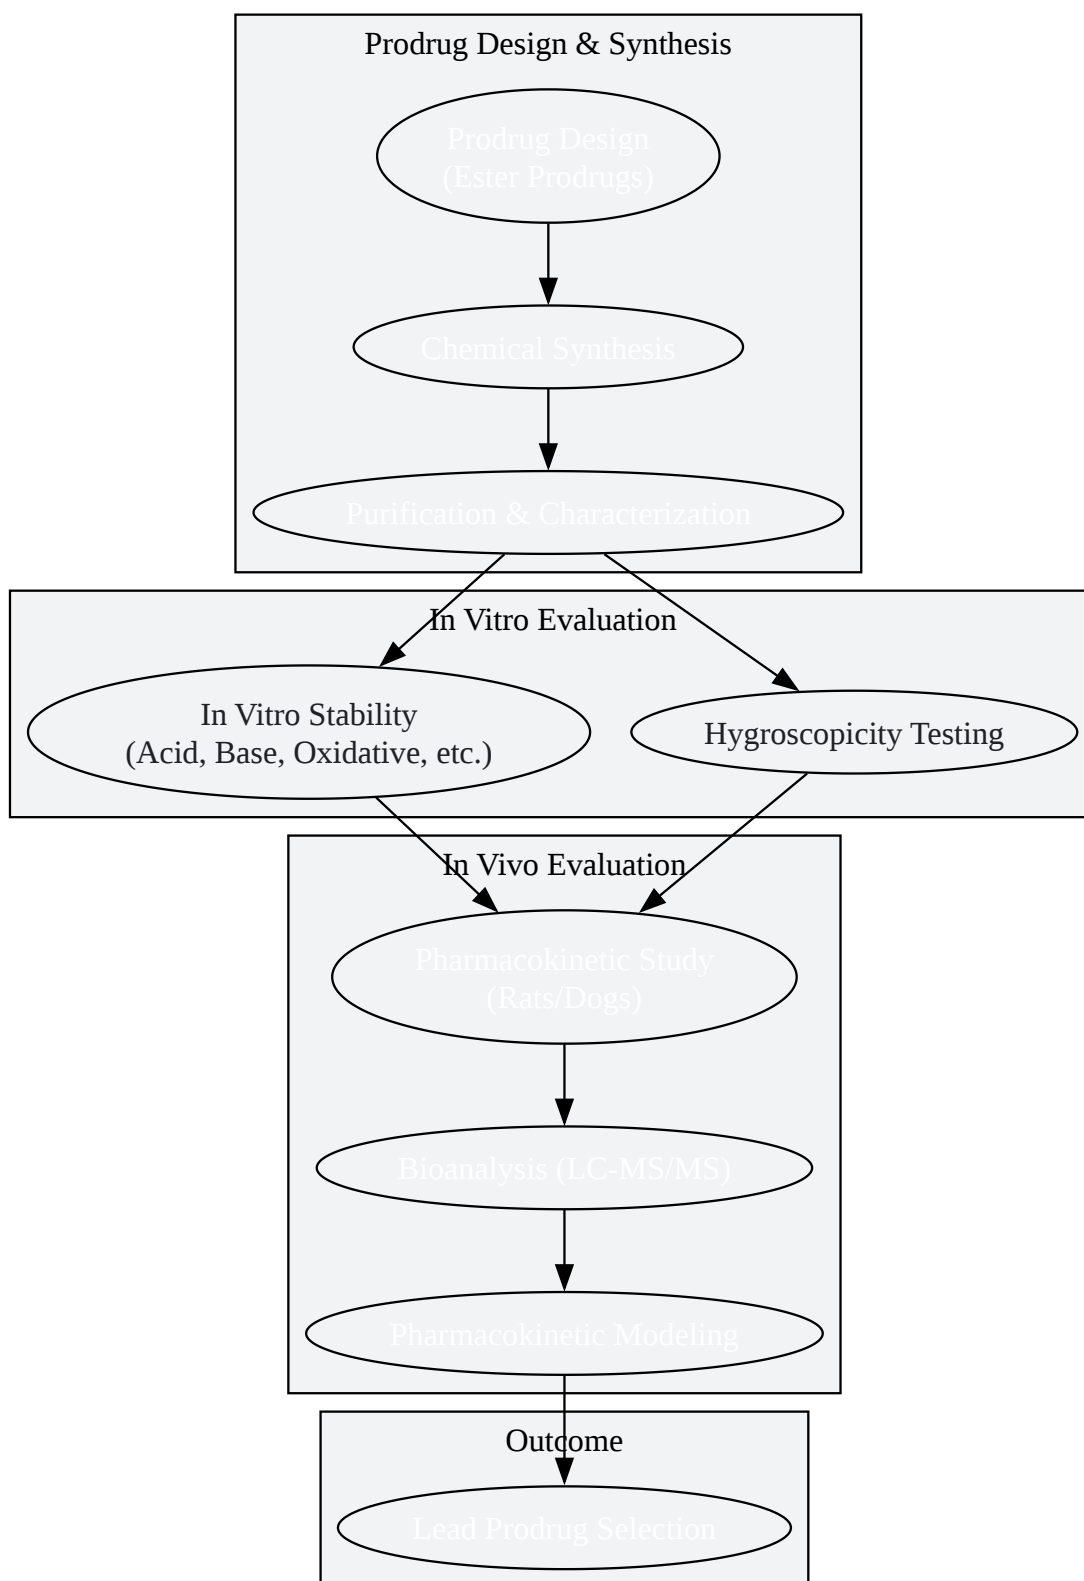 Prodrug Design & Synthesis
Prodrug Design
(Ester Prodrugs)
Chemical Synthesis
Purification & Characterization
In Vitro Evaluation
In Vitro Stability
(Acid, Base, Oxidative, etc.)
Hygroscopicity Testing
In Vivo Evaluation
Pharmacokinetic Study
(Rats/Dogs)
Bioanalysis (LC-MS/MS)
Pharmacokinetic Modeling
Outcome
Lead Prodrug Selection